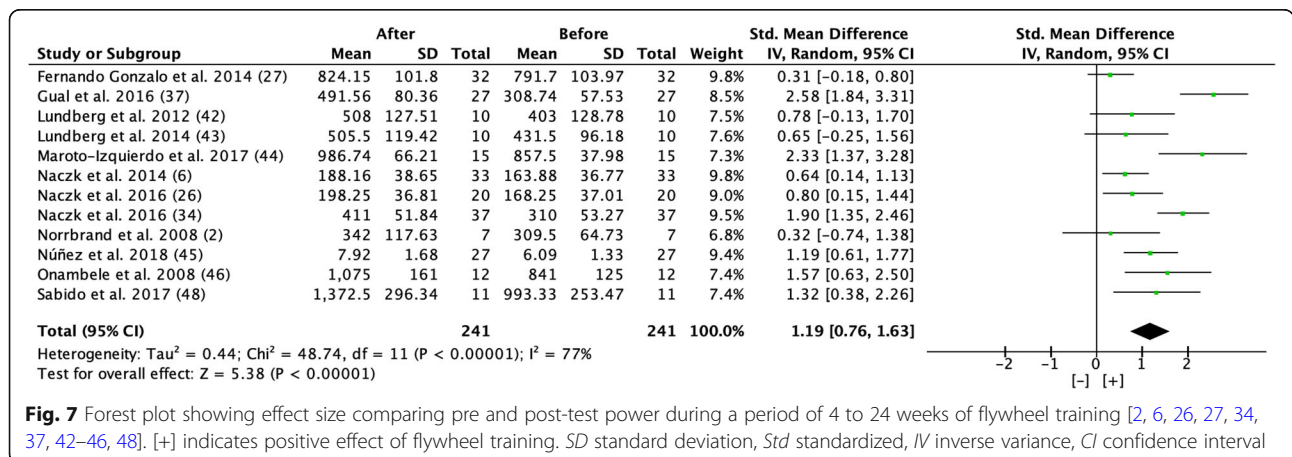 After Before Std. Mean Difference Std. Mean Difference
Study or Subgroup Mean SD Total Mean SD Total Weight IV, Random, 95% CI IV, Random, 95% CI
Fernando Gonzalo et al. 2014 (27) 824.15 101.8 32 791.7 103.97 32 9.8% 0.31 [-0.18, 0.80]
Gual et al. 2016 (37) 491.56 80.36 27 308.74 57.53 27 8.5% 2.58 [1.84, 3.31]
Lundberg et al. 2012 (42) 508 127.51 10 403 128.78 10 7.5% 0.78 [-0.13, 1.70]
Lundberg et al. 2014 (43) 505.5 119.42 10 431.5 96.18 10 7.6% 0.65 [-0.25, 1.56]
Maroto-Izquierdo et al. 2017 (44) 986.74 66.21 15 857.5 37.98 15 7.3% 2.33 [1.37, 3.28]
Naczk et al. 2014 (6) 188.16 38.65 33 163.88 36.77 33 9.7% 0.64 [0.14, 1.13]
Naczk et al. 2016 (26) 198.25 36.81 20 168.25 37.01 20 9.0% 0.80 [0.15, 1.44]
Naczk et al. 2016 (34) 411 51.84 37 310 53.27 37 9.5% 1.90 [1.35, 2.46]
Norrbrand et al. 2008 (2) 342 117.63 7 309.5 64.73 7 6.8% 0.32 [-0.74, 1.38]
Núñez et al. 2018 (45) 7.92 1.68 27 6.09 1.33 27 9.4% 1.19 [0.61, 1.77]
Onambele et al. 2008 (46) 1,075 161 12 841 125 12 7.4% 1.57 [0.63, 2.50]
Sabido et al. 2017 (48) 1,372.5 296.34 11 993.33 253.47 11 7.4% 1.32 [0.38, 2.26]
Total (95% CI) 241 241 100.0% 1.19 [0.76, 1.63]
Heterogeneity: Tau² = 0.44; Chi² = 48.74, df = 11 (P < 0.00001); I² = 77%
Test for overall effect: Z = 5.38 (P < 0.00001)
-2 -1 0 1 2
[-] [+]
Fig. 7 Forest plot showing effect size comparing pre and post-test power during a period of 4 to 24 weeks of flywheel training [2, 6, 26, 27, 34,
37, 42–46, 48]. [+] indicates positive effect of flywheel training. SD standard deviation, Std standardized, IV inverse variance, CI confidence interval